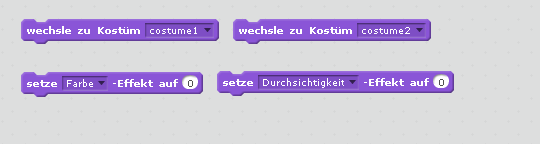 wechsle zu Kostüm costume1 wechsle zu Kostüm costume2
setze Farbe -Effekt auf 0 setze Durchsichtigkeit -Effekt auf 0